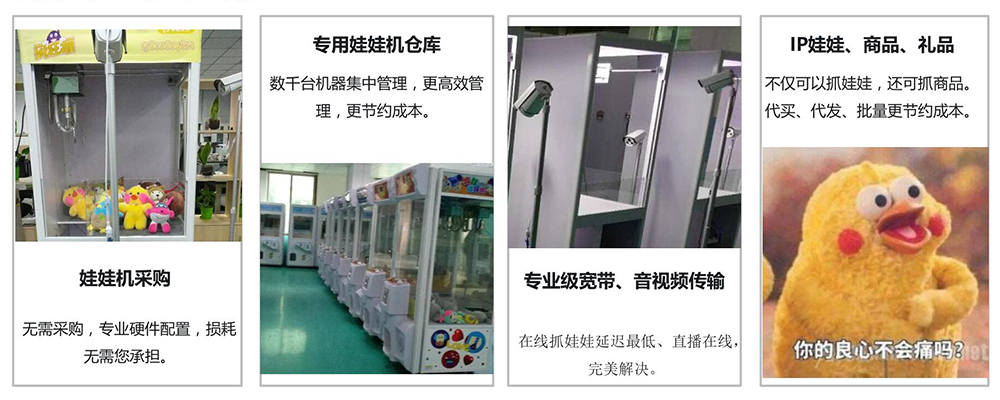 抓娃娃
娃娃机采购
无需采购，专业硬件配置，损耗
无需您承担。
专用娃娃机仓库
数千台机器集中管理，更高效管
理，更节约成本。
专业级宽带、音视频传输
在线抓娃娃延迟最低、直播在线，
完美解决。
IP娃娃、商品、礼品
不仅可以抓娃娃，还可抓商品。
代买、代发、批量更节约成本。
你的良心不会痛吗？